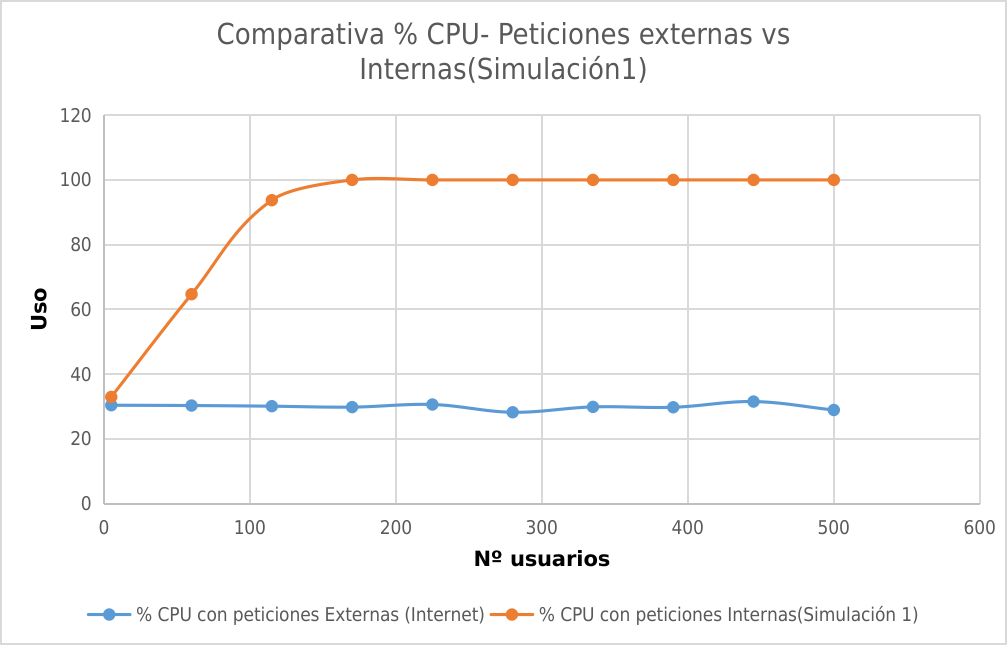 Comparativa % CPU- Peticiones externas vs
Internas(Simulación1)
120
100
80
60
40
20
0
Uso
0 100 200 300 400 500 600
Nº usuarios
% CPU con peticiones Externas (Internet) % CPU con peticiones Internas(Simulación 1)